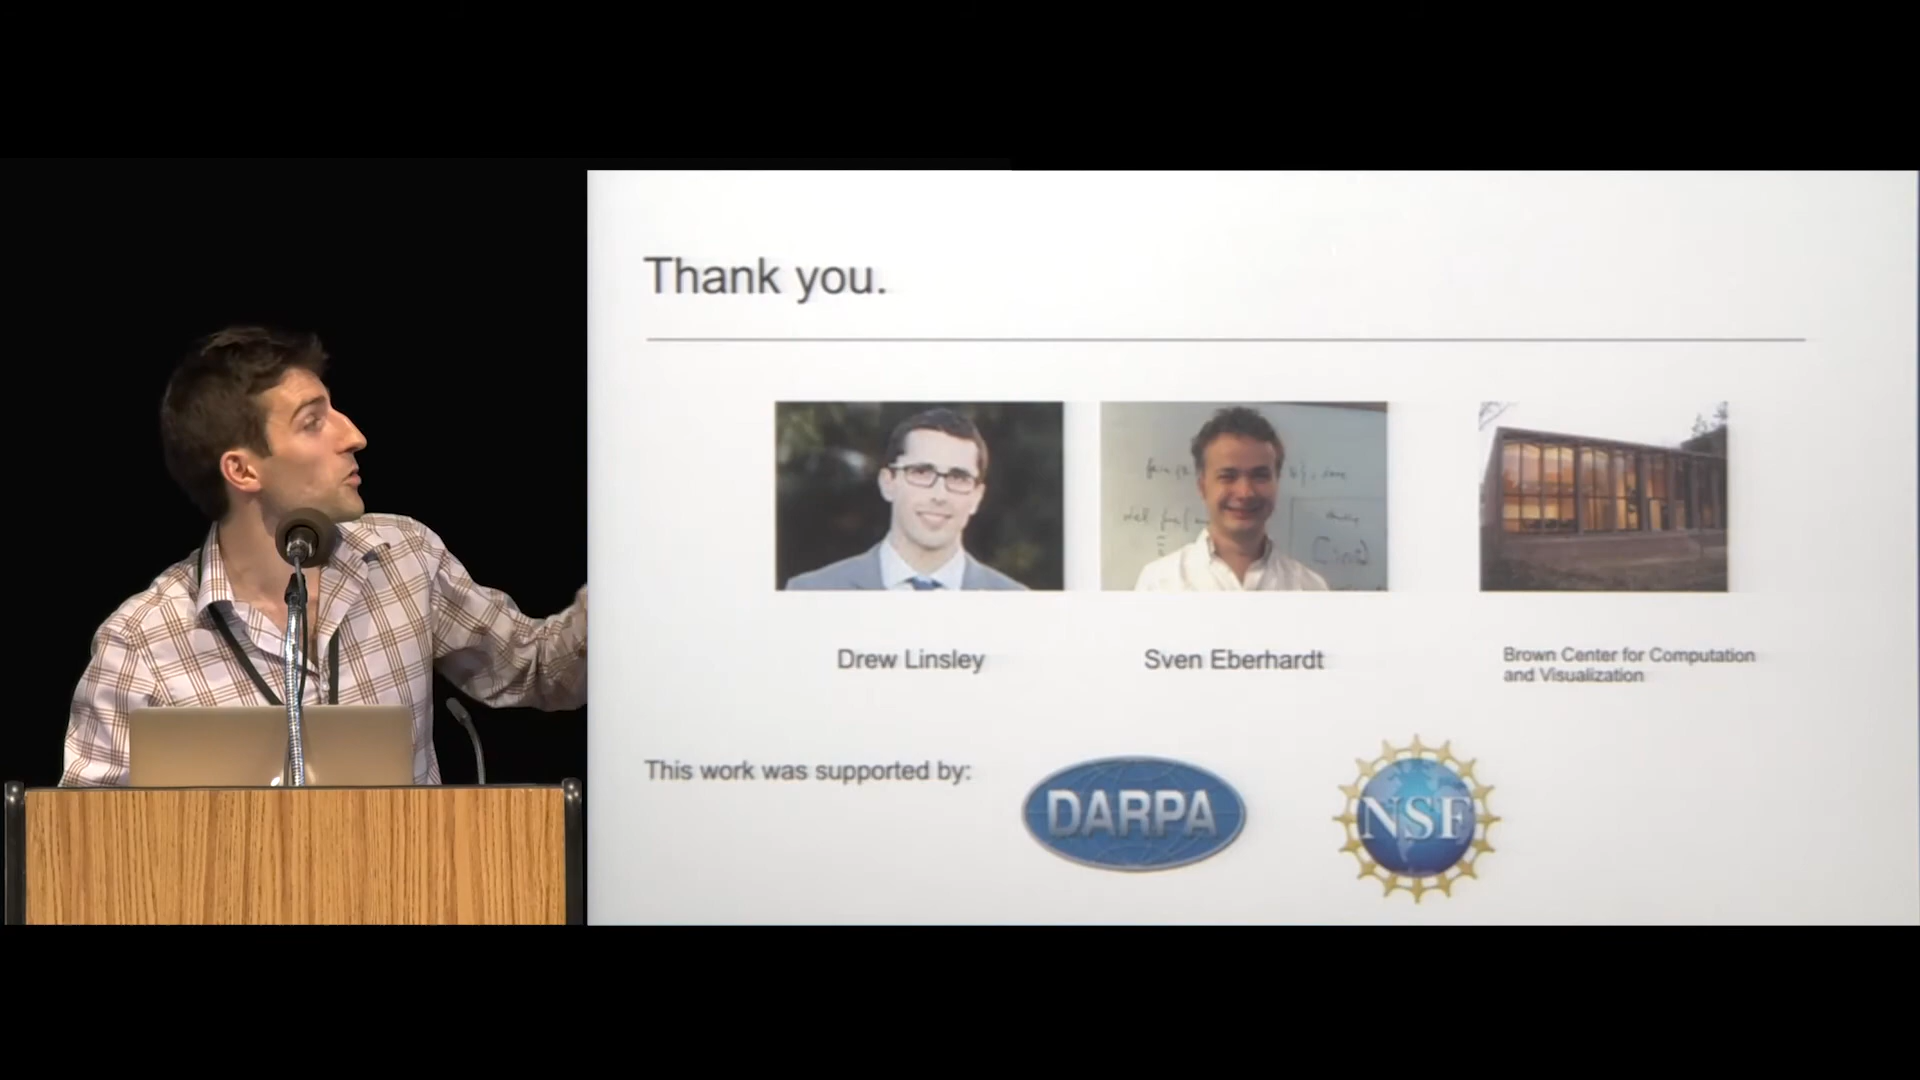 Thank you.
Drew Linsley
Sven Eberhardt
Brown Center for Computation
and Visualization
This work was supported by:
DARPA
NSF